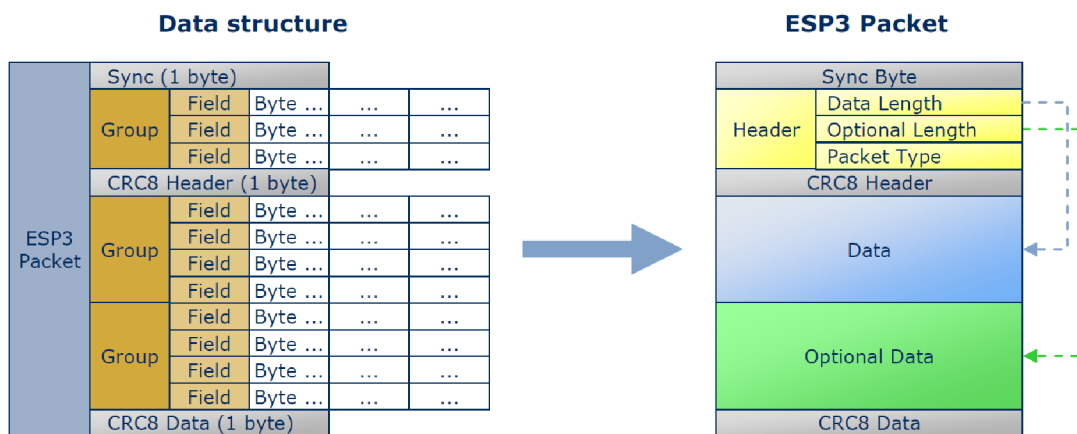 Data structure
ESP3 Packet
Sync (1 byte)
Group
Field Byte ... ... ...
Field Byte ... ... ...
Field Byte ... ... ...
CRC8 Header (1 byte)
ESP3
Packet
Group
Field Byte ... ... ...
Field Byte ... ... ...
Field Byte ... ... ...
Field Byte ... ... ...
Group
Field Byte ... ... ...
Field Byte ... ... ...
Field Byte ... ... ...
Field Byte ... ... ...
CRC8 Data (1 byte)
Sync Byte
Header
Data Length
Optional Length
Packet Type
CRC8 Header
Data
Optional Data
CRC8 Data